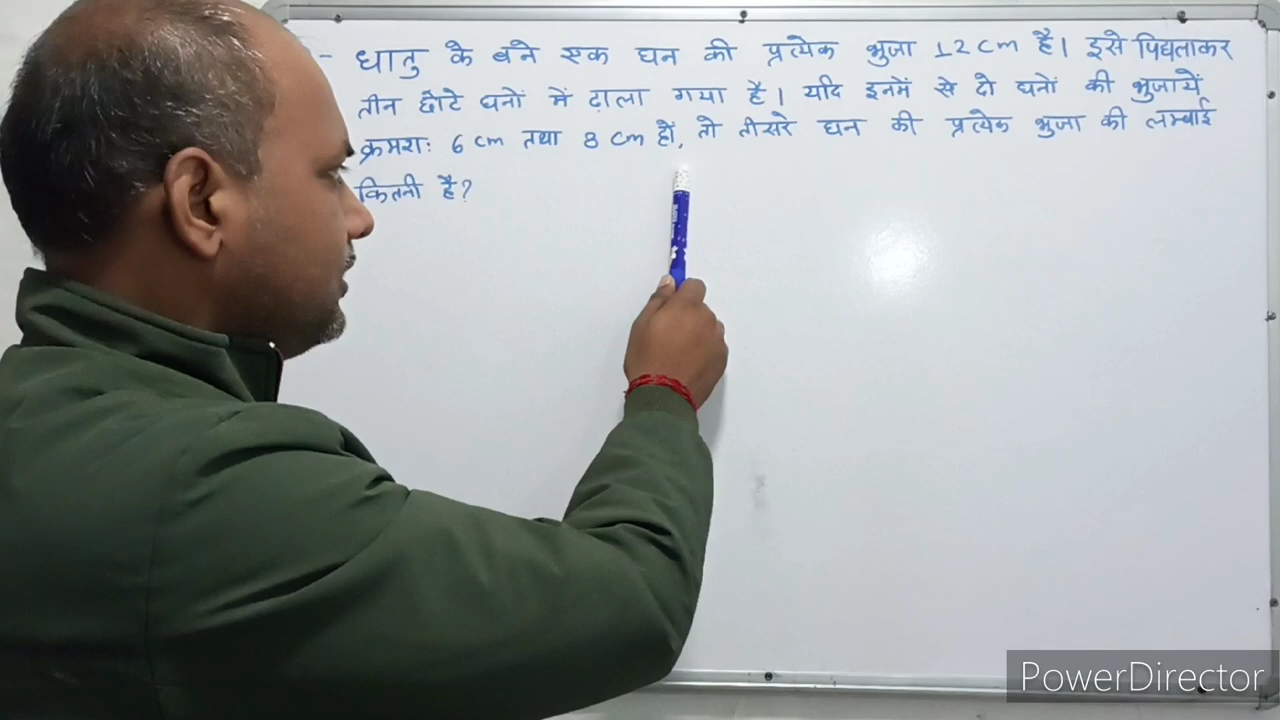 - धातु के बने एक घन की प्रत्येक भुजा 12 cm है। इसे पिघलाकर
तीन छोटे घनों में ढ़ाला गया है। यदि इनमें से दो घनों की भुजायें
क्रमशः 6 cm तथा 8 cm हों, तो तीसरे घन की प्रत्येक भुजा की लम्बाई
कितनी है?
PowerDirector